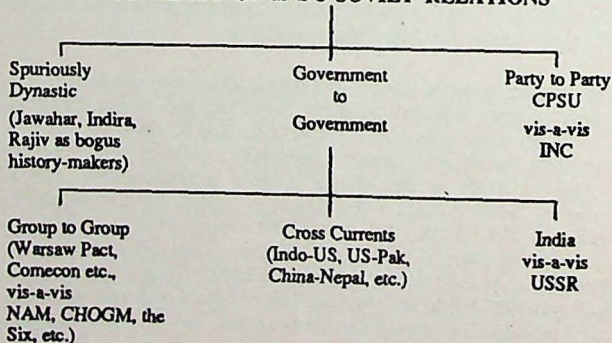 INDO-SOVIET RELATIONS
Spuriously
Dynastic
(Jawahar, Indira,
Rajiv as bogus
history-makers)
Government
to
Government
Party to Party
CPSU
vis-a-vis
INC
Group to Group
(Warsaw Pact,
Comecon etc.,
vis-a-vis
NAM, CHOGM, the
Six, etc.)
Cross Currents
(Indo-US, US-Pak,
China-Nepal, etc.)
India
vis-a-vis
USSR